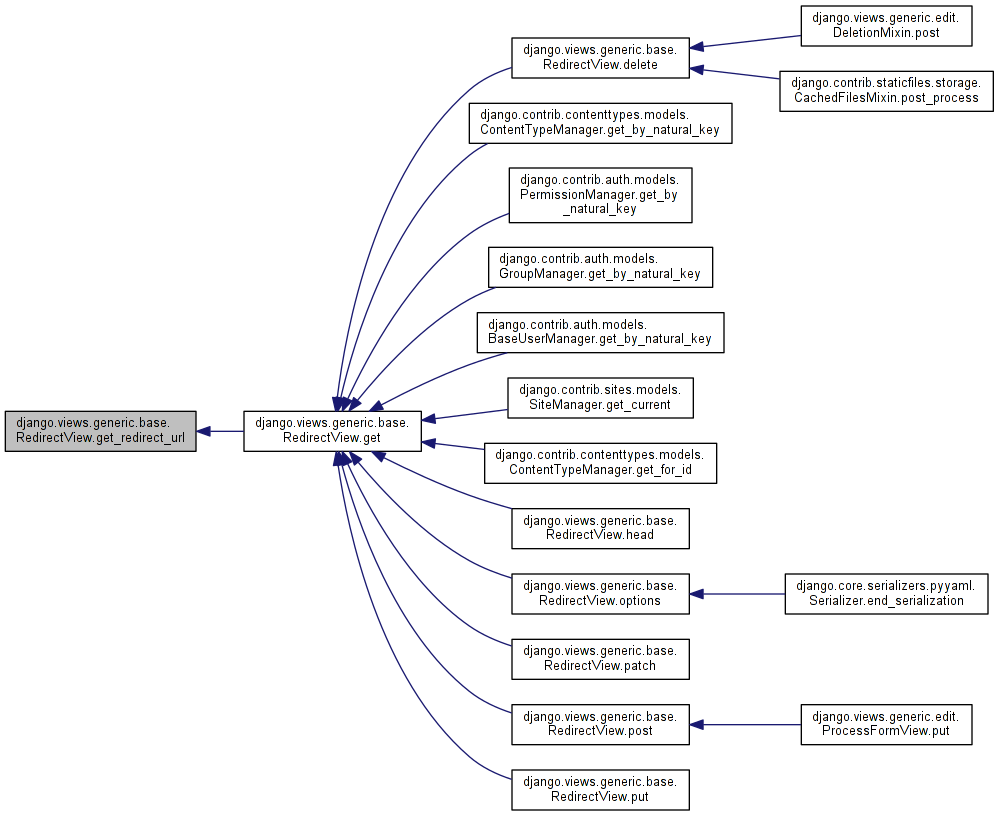 django.views.generic.edit.
DeletionMixin.post
django.views.generic.base.
RedirectView.delete
django.contrib.staticfiles.storage.
CachedFilesMixin.post_process
django.contrib.contenttypes.models.
ContentTypeManager.get_by_natural_key
django.contrib.auth.models.
PermissionManager.get_by
_natural_key
django.contrib.auth.models.
GroupManager.get_by_natural_key
django.contrib.auth.models.
BaseUserManager.get_by_natural_key
django.contrib.sites.models.
SiteManager.get_current
django.views.generic.base.
RedirectView.get_redirect_url
django.views.generic.base.
RedirectView.get
django.contrib.contenttypes.models.
ContentTypeManager.get_for_id
django.views.generic.base.
RedirectView.head
django.views.generic.base.
RedirectView.options
django.core.serializers.pyyaml.
Serializer.end_serialization
django.views.generic.base.
RedirectView.patch
django.views.generic.base.
RedirectView.post
django.views.generic.edit.
ProcessFormView.put
django.views.generic.base.
RedirectView.put